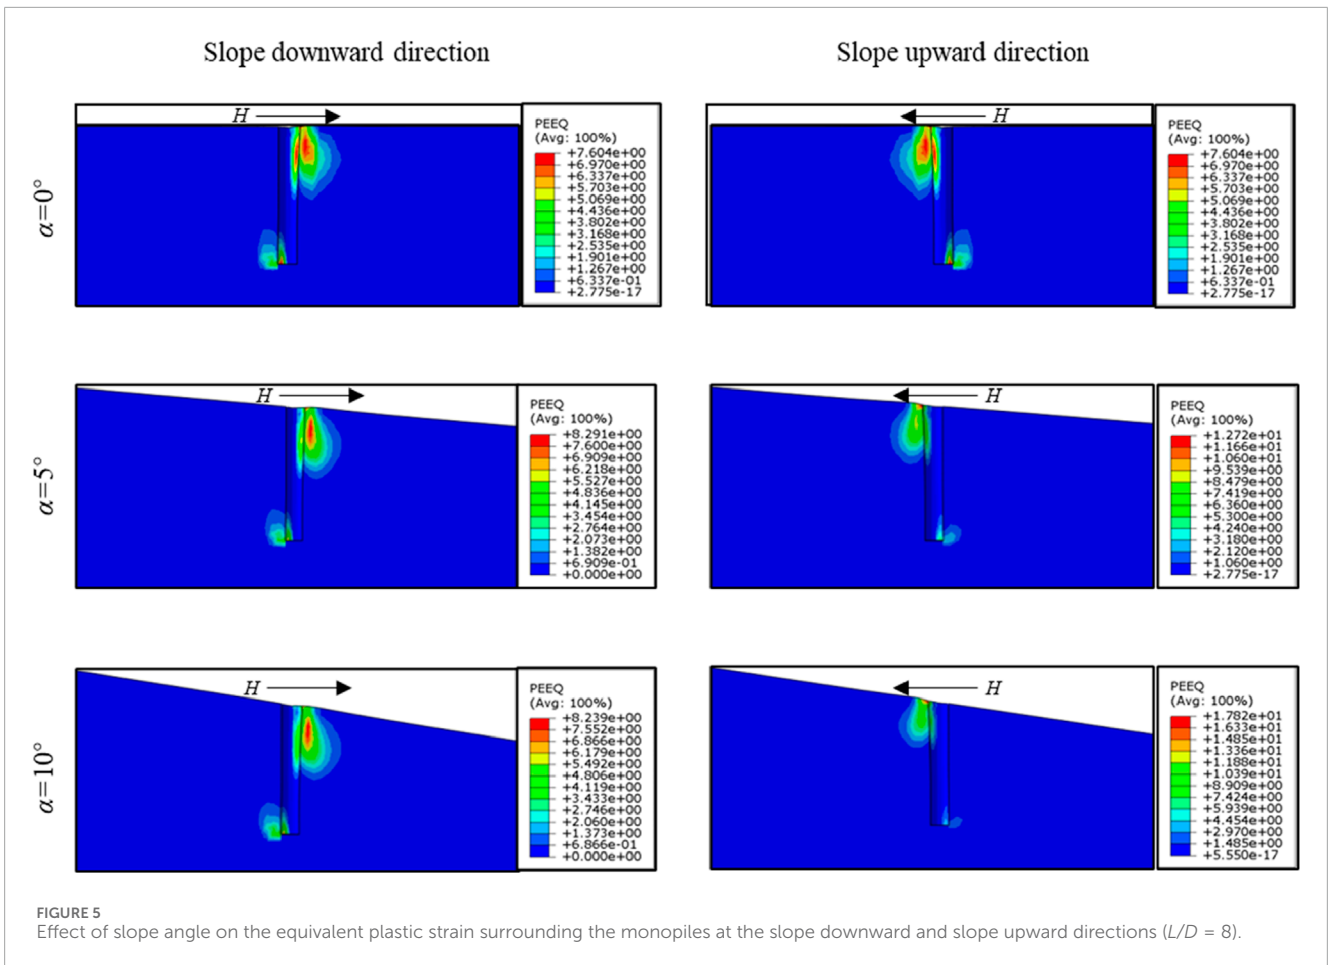 Slope downward direction
Slope upward direction
α=0°
H
PEEQ
(Avg: 100%)
+7.604e+00
+6.970e+00
+6.337e+00
+5.703e+00
+5.069e+00
+4.436e+00
+3.802e+00
+3.168e+00
+2.535e+00
+1.901e+00
+1.267e+00
+6.337e-01
+2.775e-17
H
PEEQ
(Avg: 100%)
+7.604e+00
+6.970e+00
+6.337e+00
+5.703e+00
+5.069e+00
+4.436e+00
+3.802e+00
+3.168e+00
+2.535e+00
+1.901e+00
+1.267e+00
+6.337e-01
+2.775e-17
α=5°
H
PEEQ
(Avg: 100%)
+8.291e+00
+7.600e+00
+6.909e+00
+6.218e+00
+5.527e+00
+4.836e+00
+4.145e+00
+3.454e+00
+2.764e+00
+2.073e+00
+1.382e+00
+6.909e-01
+0.000e+00
H
PEEQ
(Avg: 100%)
+1.272e+01
+1.166e+01
+1.060e+01
+9.539e+00
+8.479e+00
+7.419e+00
+6.360e+00
+5.300e+00
+4.240e+00
+3.180e+00
+2.120e+00
+1.060e+00
+2.775e-17
α=10°
H
PEEQ
(Avg: 100%)
+8.239e+00
+7.552e+00
+6.866e+00
+6.179e+00
+5.492e+00
+4.806e+00
+4.119e+00
+3.433e+00
+2.746e+00
+2.060e+00
+1.373e+00
+6.866e-01
+0.000e+00
H
PEEQ
(Avg: 100%)
+1.782e+01
+1.633e+01
+1.485e+01
+1.336e+01
+1.188e+01
+1.039e+01
+8.909e+00
+7.424e+00
+5.939e+00
+4.454e+00
+2.970e+00
+1.485e+00
+5.550e-17
FIGURE 5
Effect of slope angle on the equivalent plastic strain surrounding the monopiles at the slope downward and slope upward directions (L/D = 8).